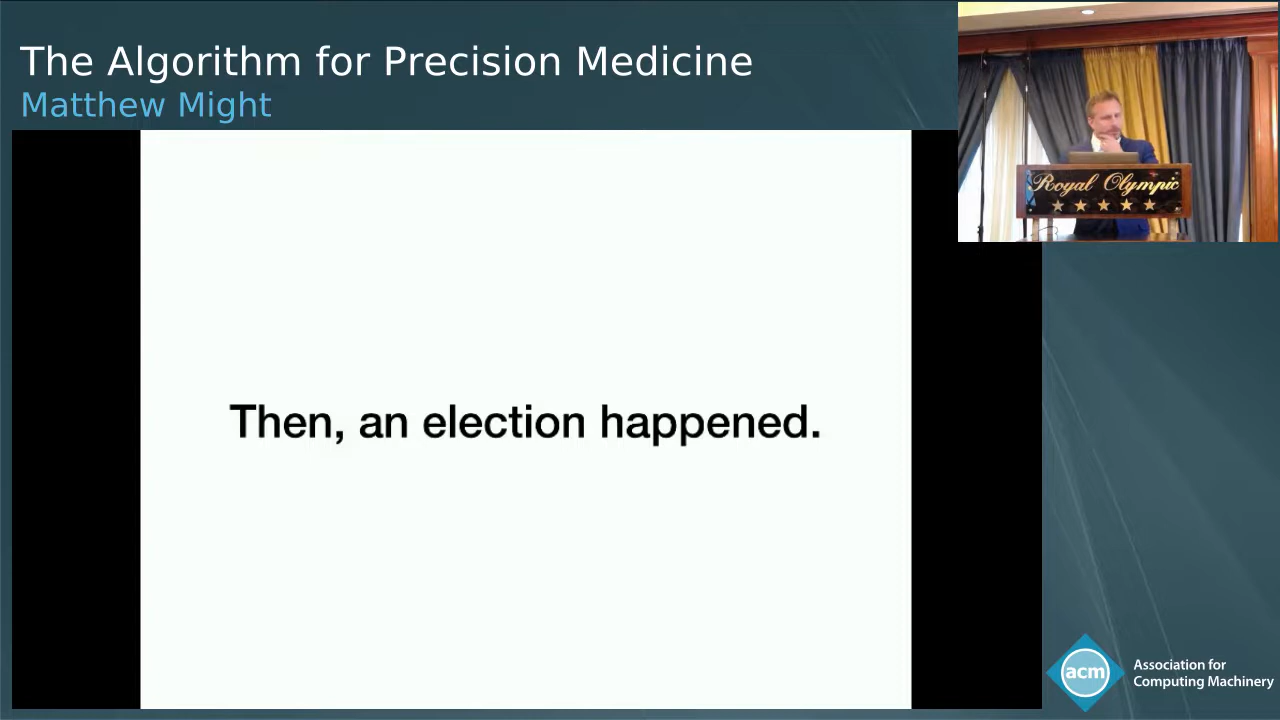 The Algorithm for Precision Medicine
Matthew Might
Royal Olympic
Then, an election happened.
acm
Association for
Computing Machinery